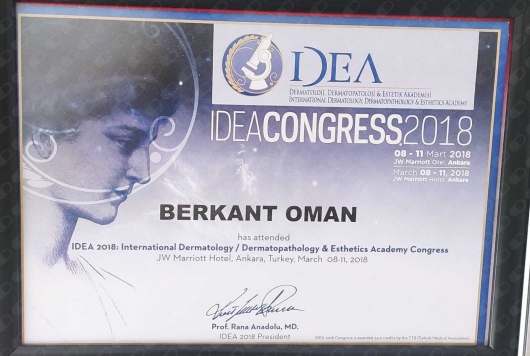 IDEA
DERMATOLOJİ, DERMATOPATOLOJİ & ESTETİK AKADEMİSİ
INTERNATIONAL DERMATOLOGY, DERMATOPATHOLOGY & ESTHETICS ACADEMY
IDEACONGRESS2018
08 - 11 Mart 2018
JW Marriott Otel, Ankara
March 08 - 11, 2018
JW Marriott Hotel, Ankara
BERKANT OMAN
has attended
IDEA 2018: International Dermatology / Dermatopathology & Esthetics Academy Congress
JW Marriott Hotel, Ankara, Turkey, March 08-11, 2018
Prof. Rana Anadolu, MD.
IDEA 2018 President